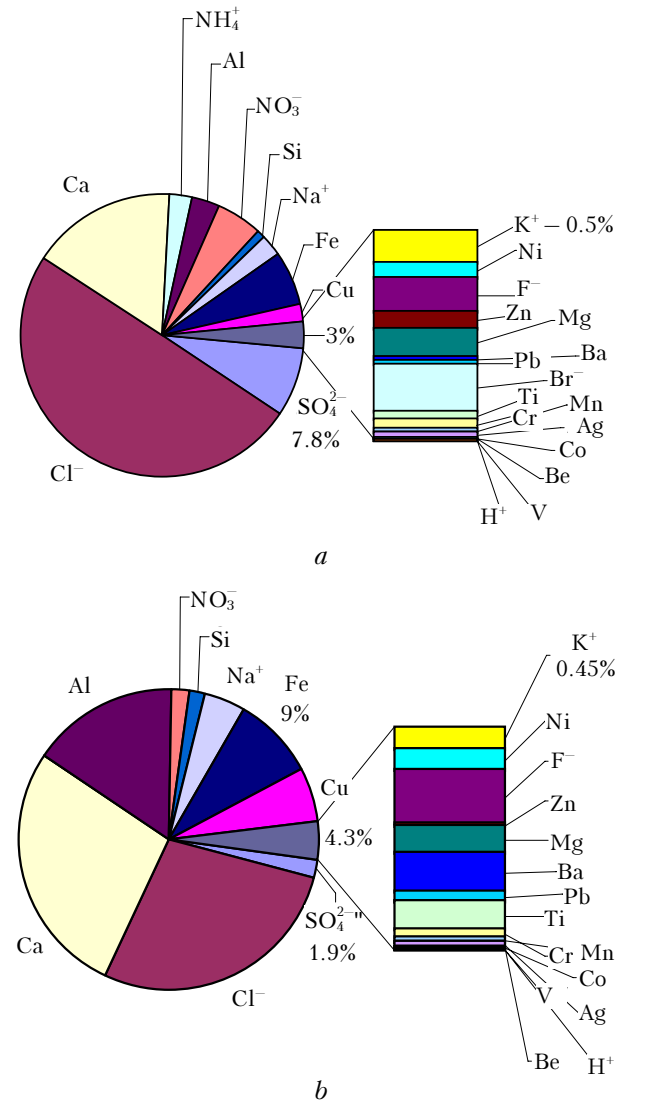 NH₄⁺
Al
NO₃⁻
Si
Ca
Na⁺
K⁺ — 0.5%
Fe
Ni
Cu
F⁻
Zn
Mg
3%
Ba
Pb
Br⁻
SO₄²⁻
7.8%
Ti
Mn
Cr
Ag
Co
Cl⁻
Be
H⁺
V
a
NO₃⁻
Si
K⁺
0.45%
Al
Na⁺
Fe
9%
Ni
F⁻
Cu
Zn
4.3%
Mg
Ba
Pb
SO₄²⁻"
1.9%
Ti
Ca
Cr
Mn
Co
Cl⁻
V
Ag
Be
H⁺
b